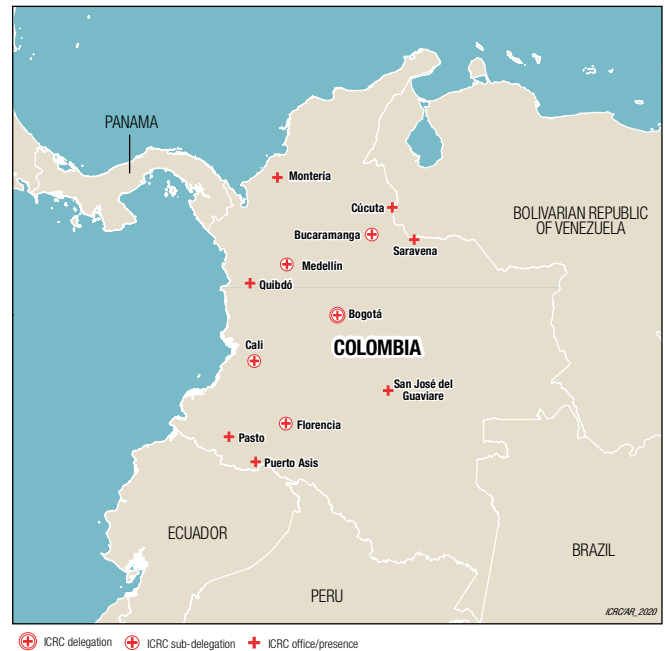 PANAMA
Montería
Cúcuta
BOLIVARIAN REPUBLIC
OF VENEZUELA
Bucaramanga
Saravena
Medellín
Quibdó
Bogotá
Cali
COLOMBIA
San José del
Guaviare
Florencia
Pasto
Puerto Asis
ECUADOR
BRAZIL
PERU
ICRC/AR_2020
ICRC delegation
ICRC sub-delegation
ICRC office/presence